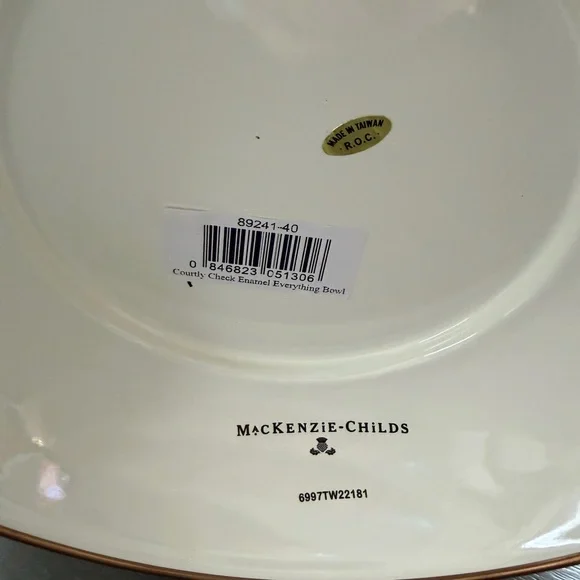 MADE IN TAIWAN
R.O.C.
89241-40
0 846823 051306
Courtly Check Enamel Everything Bowl
MACKENZiE-CHiLDS
6997TW22181